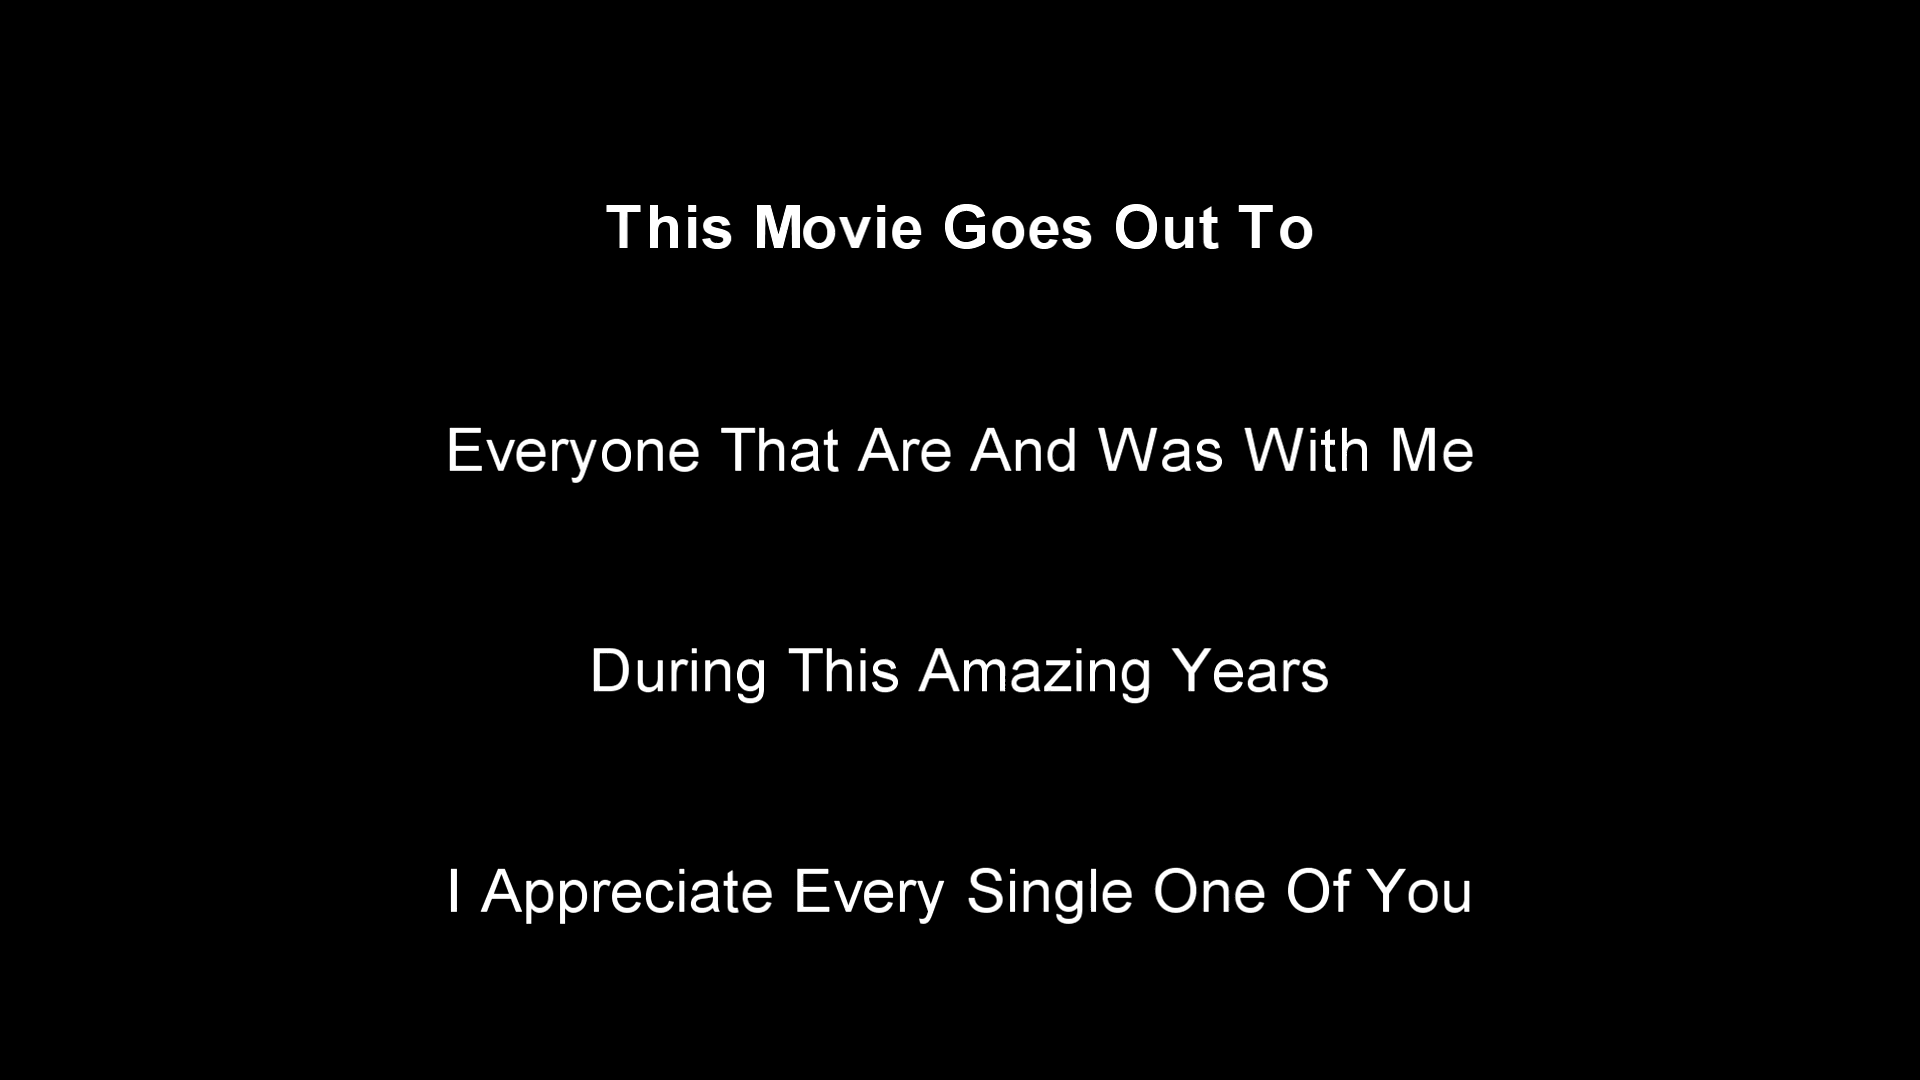 This Movie Goes Out To
Everyone That Are And Was With Me
During This Amazing Years
I Appreciate Every Single One Of You